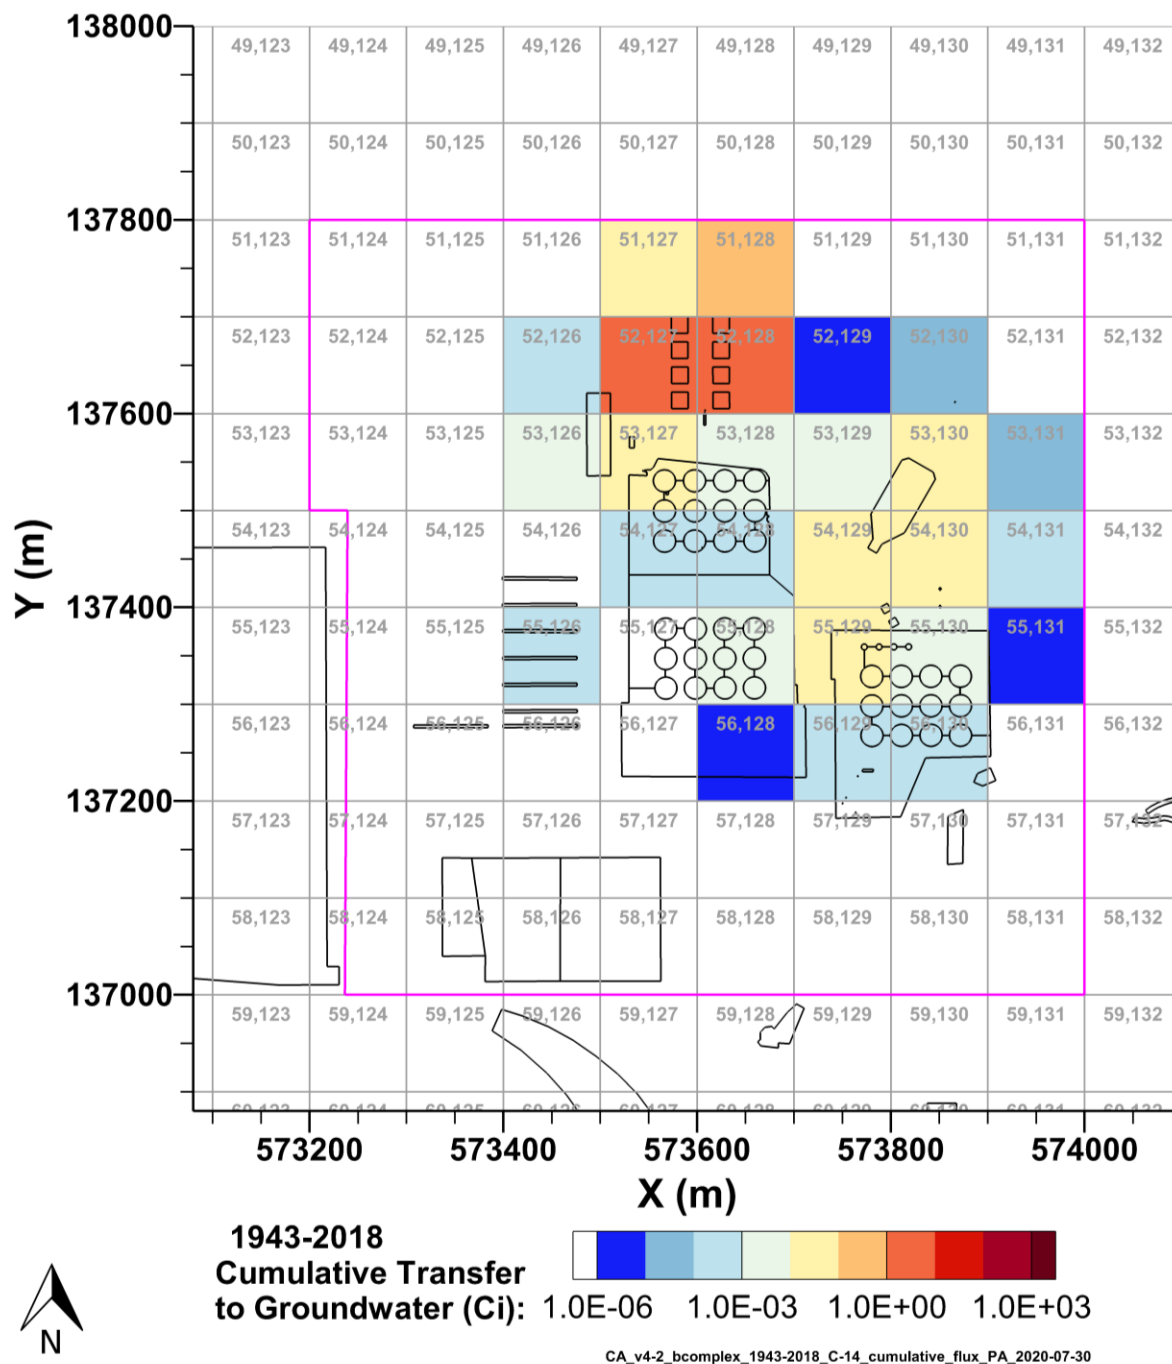 138000
49,123 49,124 49,125 49,126 49,127 49,128 49,129 49,130 49,131 49,132
50,123 50,124 50,125 50,126 50,127 50,128 50,129 50,130 50,131 50,132
137800
51,123 51,124 51,125 51,126 51,127 51,128 51,129 51,130 51,131 51,132
52,123 52,124 52,125 52,126 52,127 52,128 52,129 52,130 52,131 52,132
137600
53,123 53,124 53,125 53,126 53,127 53,128 53,129 53,130 53,131 53,132
54,123 54,124 54,125 54,126 54,127 54,128 54,129 54,130 54,131 54,132
137400
55,123 55,124 55,125 55,126 55,127 55,128 55,129 55,130 55,131 55,132
56,123 56,124 56,125 56,126 56,127 56,128 56,129 56,130 56,131 56,132
137200
57,123 57,124 57,125 57,126 57,127 57,128 57,129 57,130 57,131 57,132
58,123 58,124 58,125 58,126 58,127 58,128 58,129 58,130 58,131 58,132
137000
59,123 59,124 59,125 59,126 59,127 59,128 59,129 59,130 59,131 59,132
Y (m)
573200 573400 573600 573800 574000
X (m)
1943-2018
Cumulative Transfer
to Groundwater (Ci):
1.0E-06 1.0E-03 1.0E+00 1.0E+03
N
CA_v4-2_bcomplex_1943-2018_C-14_cumulative_flux_PA_2020-07-30